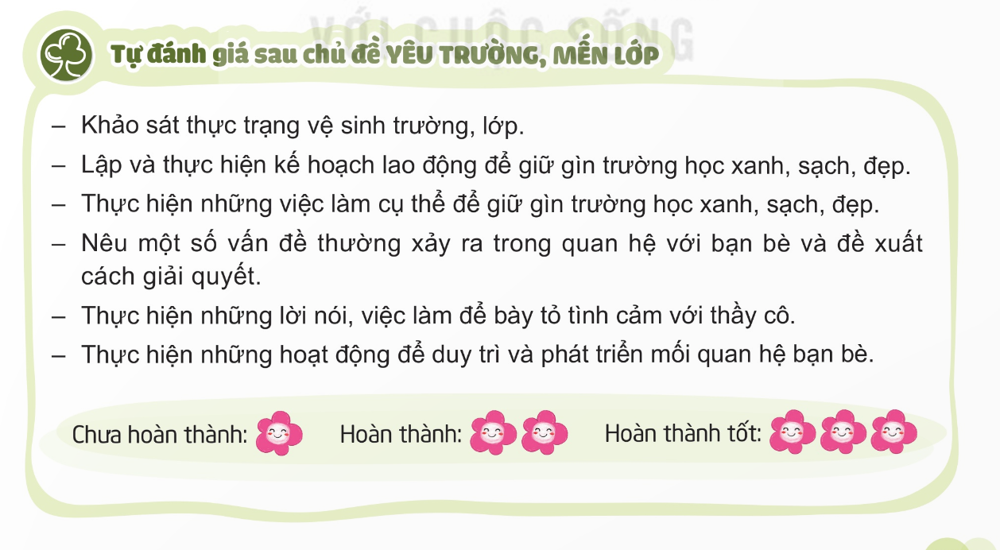 VỚI CUỘC SỐNG
Tự đánh giá sau chủ đề YÊU TRƯỜNG, MẾN LỚP
– Khảo sát thực trạng vệ sinh trường, lớp.
– Lập và thực hiện kế hoạch lao động để giữ gìn trường học xanh, sạch, đẹp.
– Thực hiện những việc làm cụ thể để giữ gìn trường học xanh, sạch, đẹp.
– Nêu một số vấn đề thường xảy ra trong quan hệ với bạn bè và đề xuất
cách giải quyết.
– Thực hiện những lời nói, việc làm để bày tỏ tình cảm với thầy cô.
– Thực hiện những hoạt động để duy trì và phát triển mối quan hệ bạn bè.
Chưa hoàn thành: Hoàn thành: Hoàn thành tốt: